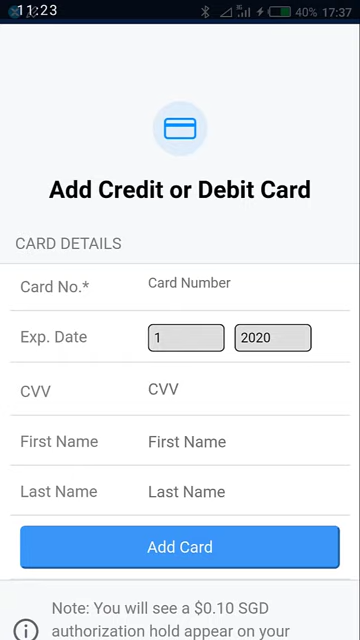 11:23
40% 17:37
Add Credit or Debit Card
CARD DETAILS
Card No.* Card Number
Exp. Date 1 2020
CVV CVV
First Name First Name
Last Name Last Name
Add Card
Note: You will see a $0.10 SGD
authorization hold appear on your